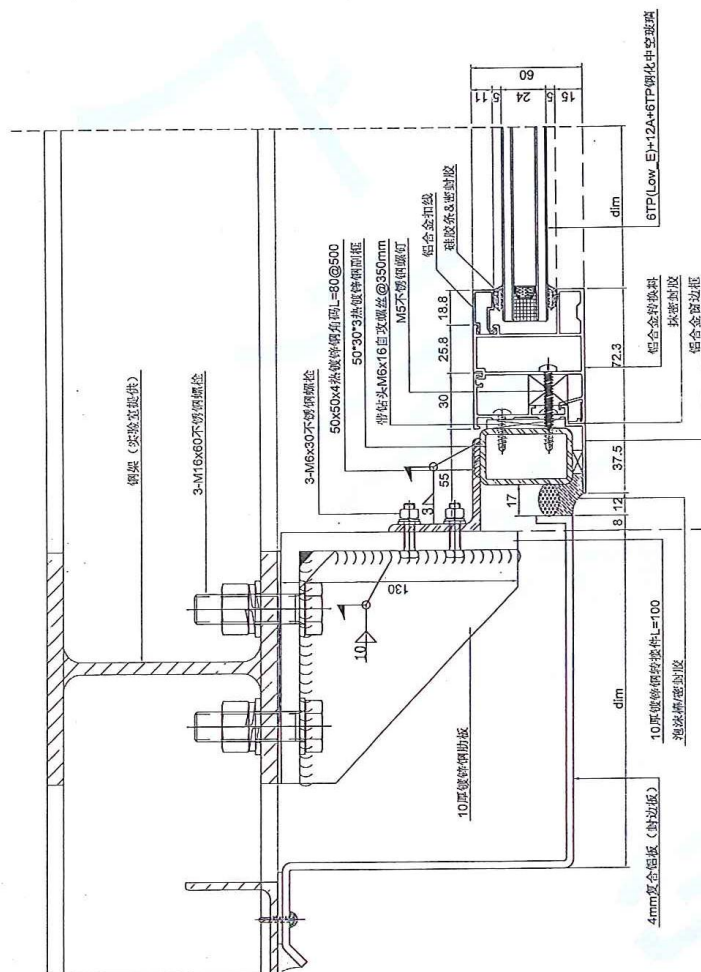 钢架（实验室提供）
3-M16x60不锈钢螺栓
3-M6x30不锈钢螺栓
50x50x4热镀锌钢角码L=80@500
50*30*3热镀锌钢副框
带钻头M6x16自攻螺丝@350mm
M5不锈钢螺钉
铝合金扣线
硅胶条&密封胶
60
11
5
24
5
15
18.8
25.8
30
55
3
17
130
10
8
12
37.5
72.3
dim
dim
10厚镀锌钢肋板
4mm复合铝板（封边板）
10厚镀锌钢转接件L=100
泡沫棒/密封胶
铝合金窗边框
抹密封胶
铝合金转换料
6TP(Low_E)+12A+6TP钢化中空玻璃